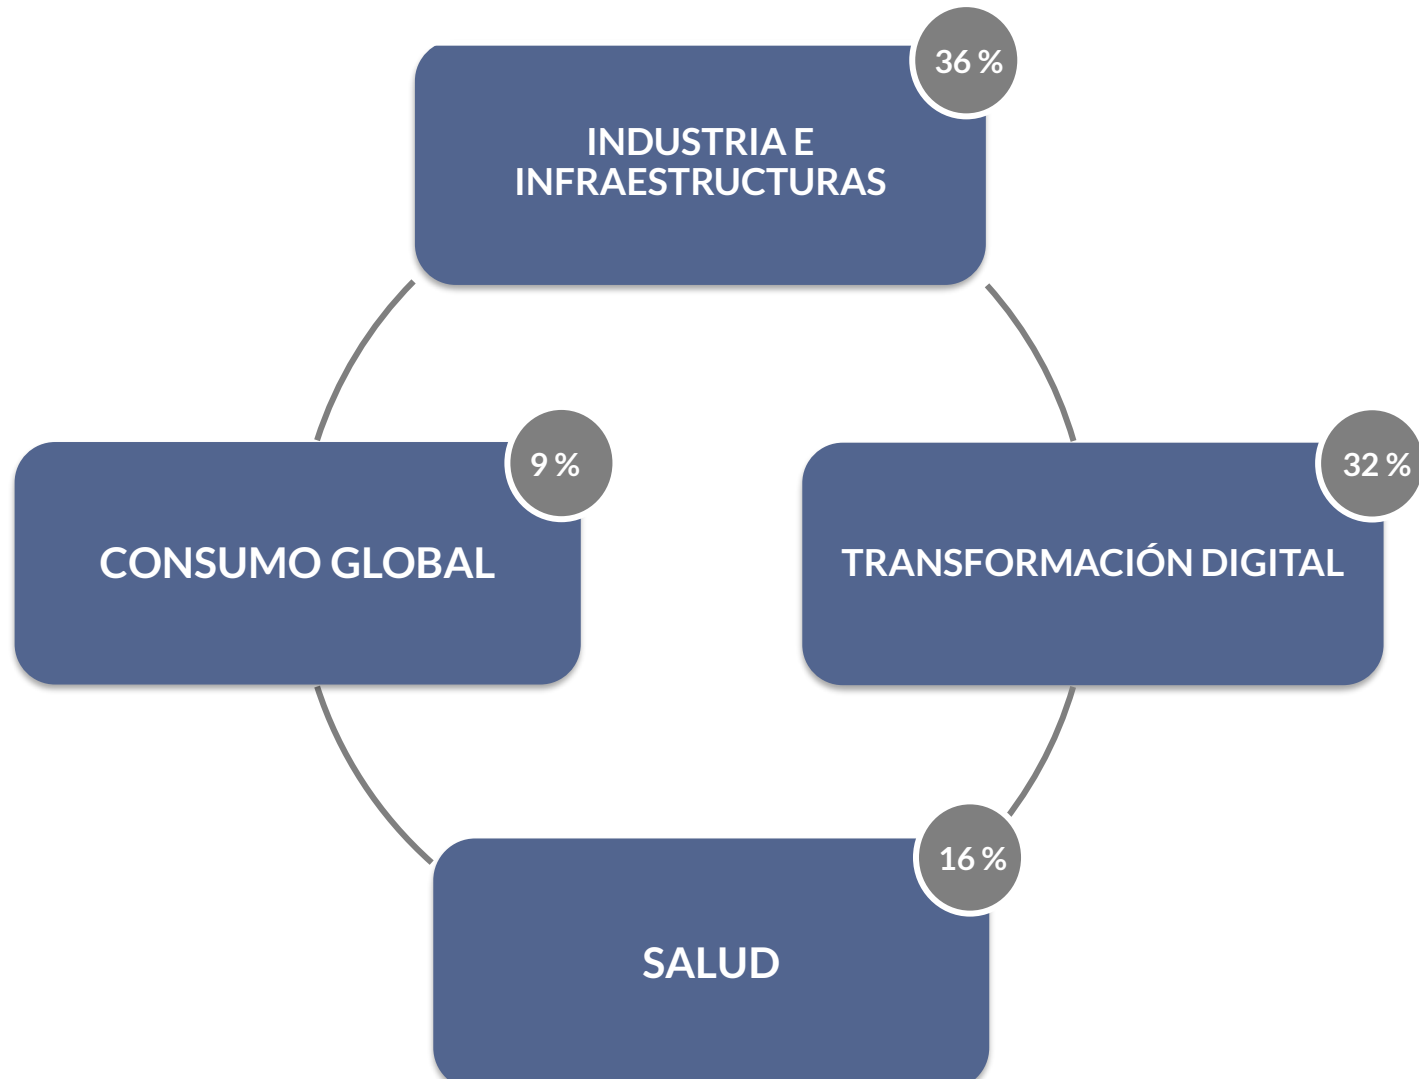 36 %
INDUSTRIA E
INFRAESTRUCTURAS
9 %
CONSUMO GLOBAL
32 %
TRANSFORMACIÓN DIGITAL
16 %
SALUD